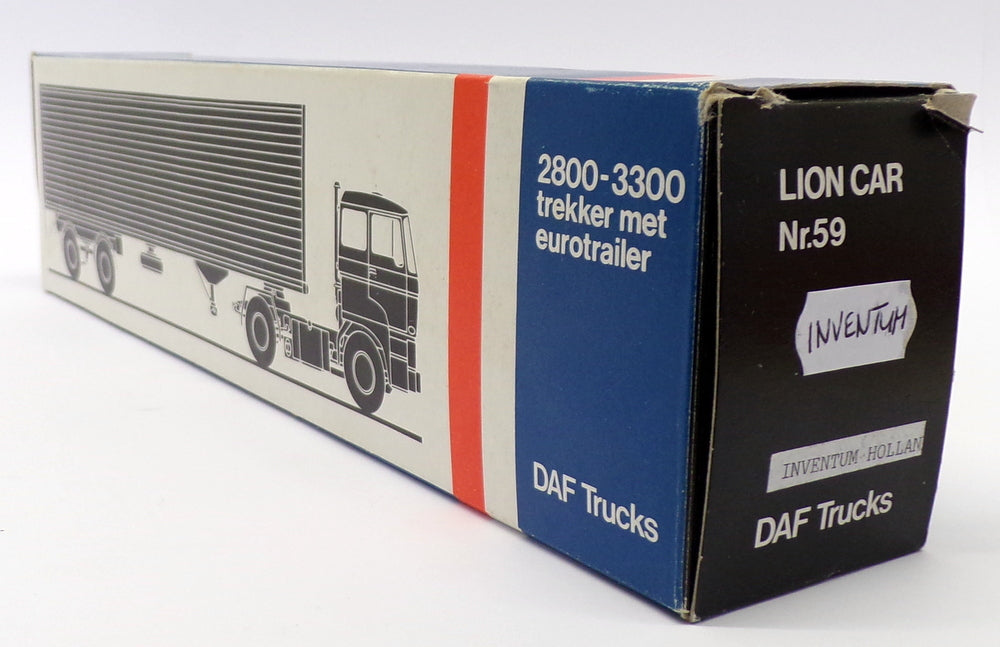 2800-3300
trekker met
eurotrailer
DAF Trucks
LION CAR
Nr.59
INVENTUM
INVENTUM HOLLAN
DAF Trucks